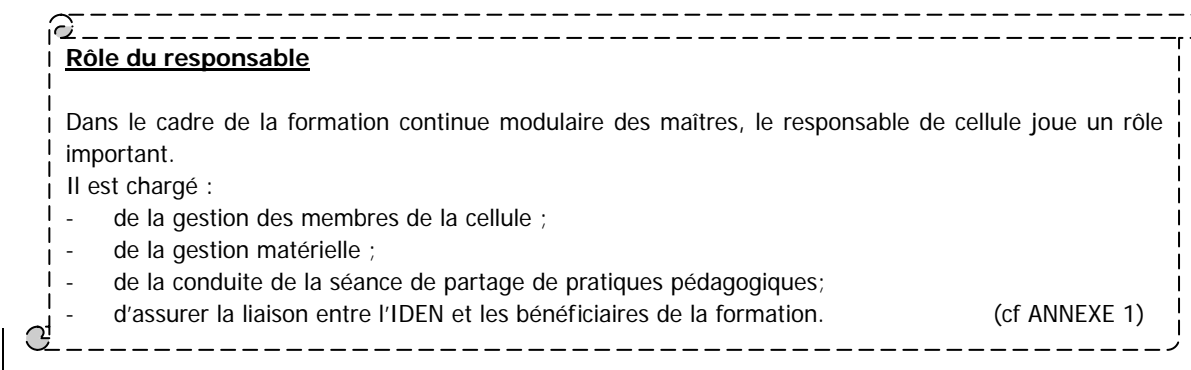 Rôle du responsable
Dans le cadre de la formation continue modulaire des maîtres, le responsable de cellule joue un rôle
important.
Il est chargé :
- de la gestion des membres de la cellule ;
- de la gestion matérielle ;
- de la conduite de la séance de partage de pratiques pédagogiques;
- d'assurer la liaison entre l'IDEN et les bénéficiaires de la formation. (cf ANNEXE 1)